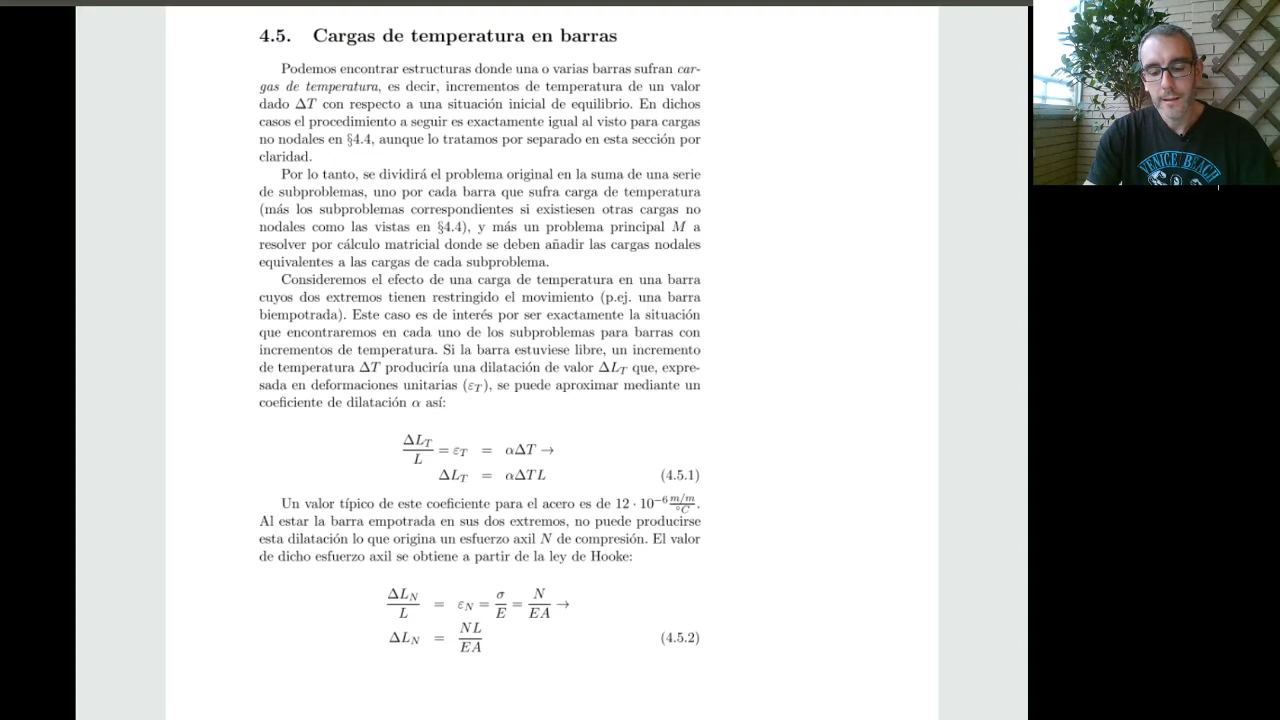 4.5. Cargas de temperatura en barras
Podemos encontrar estructuras donde una o varias barras sufran car-
gas de temperatura, es decir, incrementos de temperatura de un valor
dado ΔT con respecto a una situación inicial de equilibrio. En dichos
casos el procedimiento a seguir es exactamente igual al visto para cargas
no nodales en §4.4, aunque lo tratamos por separado en esta sección por
claridad.
Por lo tanto, se dividirá el problema original en la suma de una serie
de subproblemas, uno por cada barra que sufra carga de temperatura
(más los subproblemas correspondientes si existiesen otras cargas no
nodales como las vistas en §4.4), y más un problema principal M a
resolver por cálculo matricial donde se deben añadir las cargas nodales
equivalentes a las cargas de cada subproblema.
Consideremos el efecto de una carga de temperatura en una barra
cuyos dos extremos tienen restringido el movimiento (p.ej. una barra
biempotrada). Este caso es de interés por ser exactamente la situación
que encontraremos en cada uno de los subproblemas para barras con
incrementos de temperatura. Si la barra estuviese libre, un incremento
de temperatura ΔT produciría una dilatación de valor ΔL_T que, expre-
sada en deformaciones unitarias (ε_T), se puede aproximar mediante un
coeficiente de dilatación α así:
ΔL_T / L = ε_T = αΔT →
ΔL_T = αΔTL (4.5.1)
Un valor típico de este coeficiente para el acero es de 12 · 10^−6 m/m / °C.
Al estar la barra empotrada en sus dos extremos, no puede producirse
esta dilatación lo que origina un esfuerzo axil N de compresión. El valor
de dicho esfuerzo axil se obtiene a partir de la ley de Hooke:
ΔL_N / L = ε_N = σ / E = N / EA →
ΔL_N = NL / EA (4.5.2)
VENICE BEACH